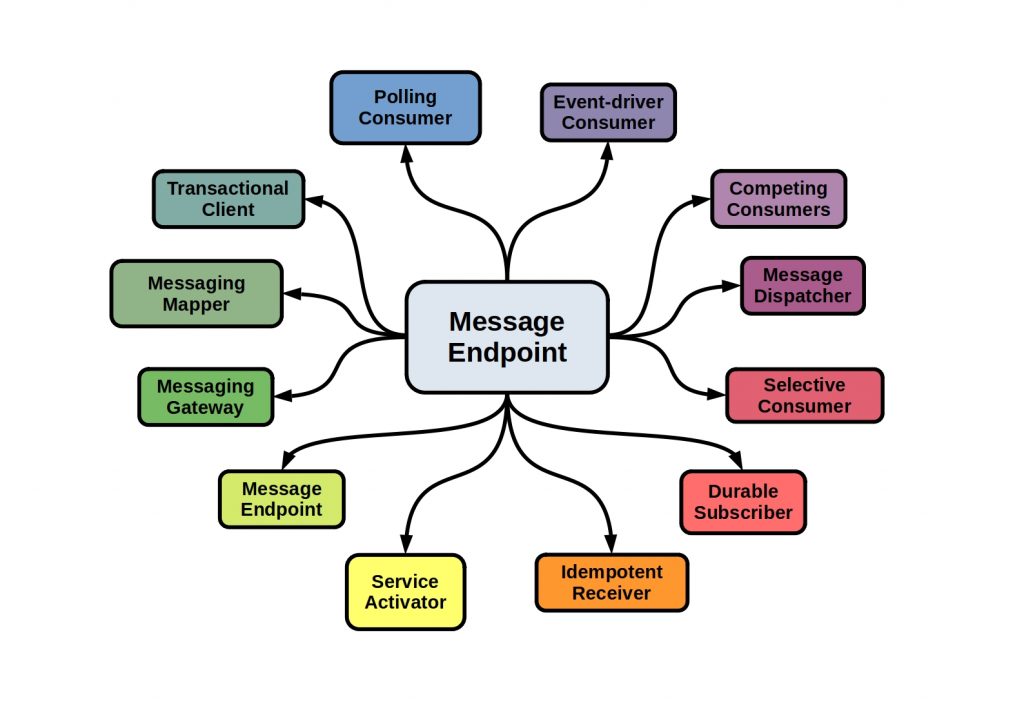 Polling
Consumer
Event-driver
Consumer
Transactional
Client
Competing
Consumers
Messaging
Mapper
Message
Dispatcher
Message
Endpoint
Messaging
Gateway
Selective
Consumer
Message
Endpoint
Durable
Subscriber
Service
Activator
Idempotent
Receiver